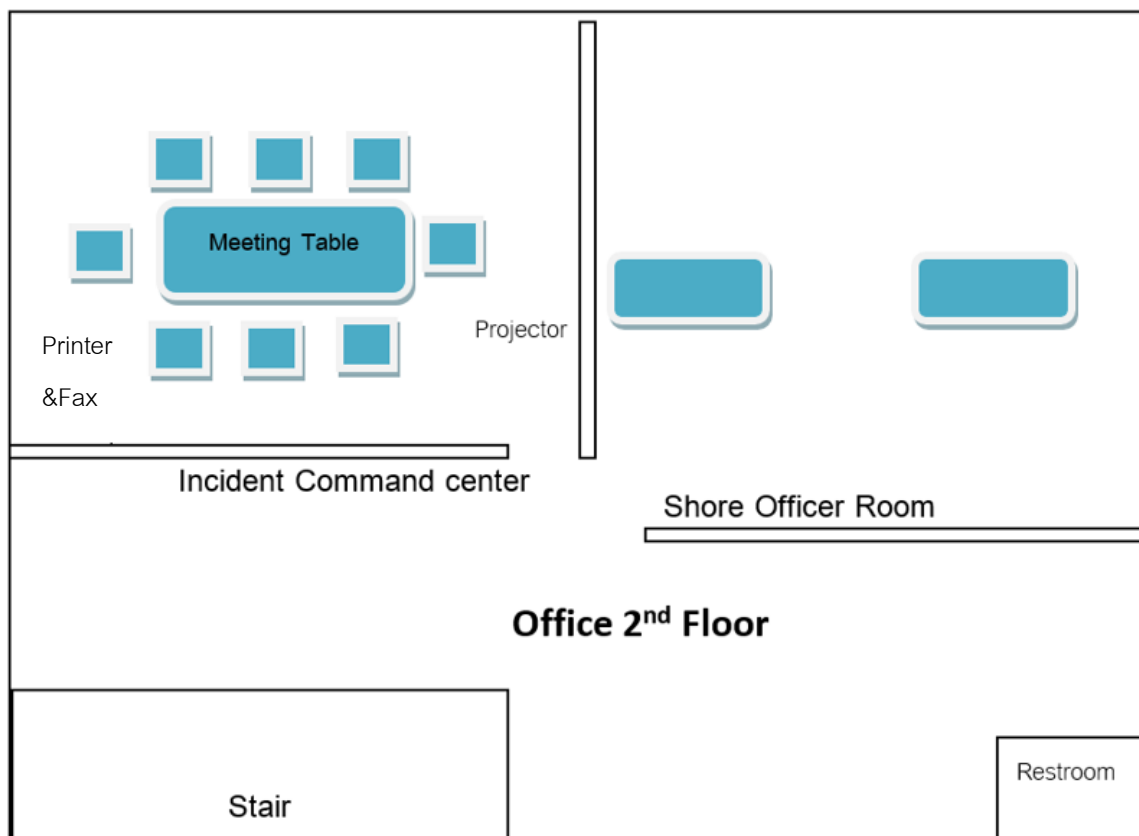 Meeting Table
Projector
Printer
&Fax
Incident Command center
Shore Officer Room
Office 2nd Floor
Restroom
Stair